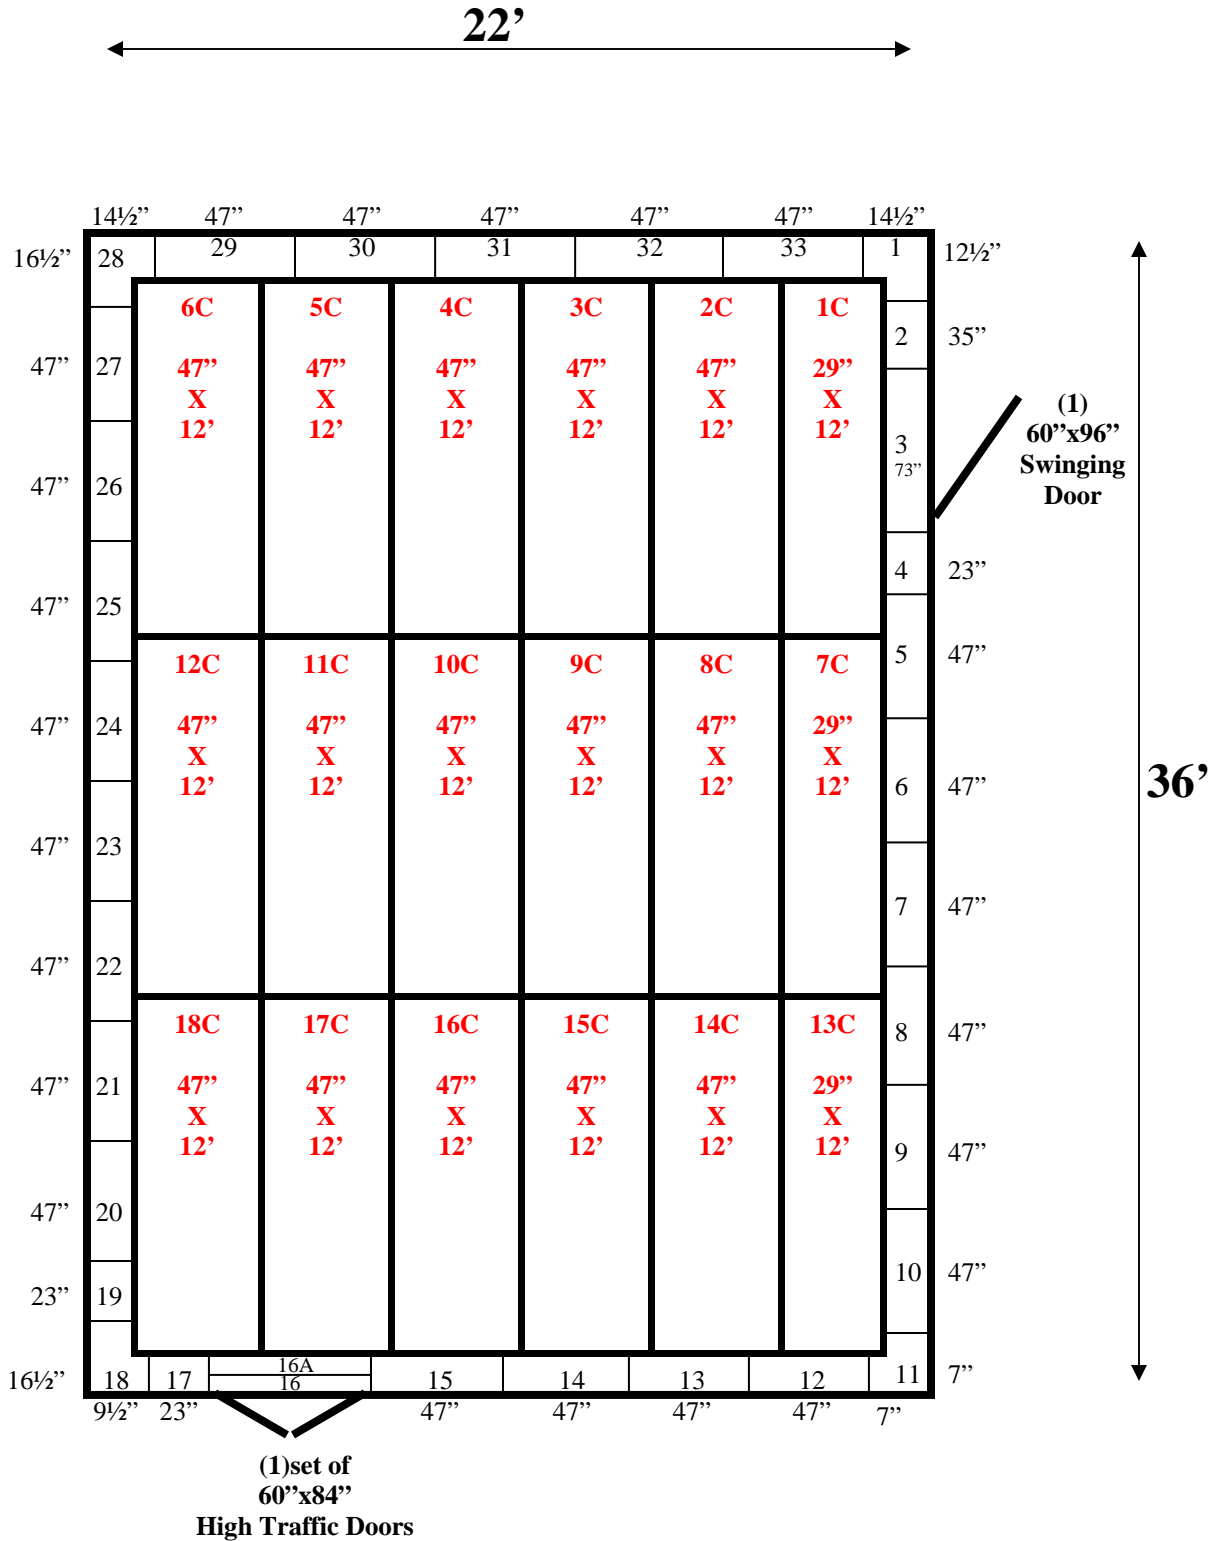 22’
14½” 47” 47” 47” 47” 47” 14½”
16½” 28 29 30 31 32 33 1 12½”
6C 5C 4C 3C 2C 1C
2 35”
47” 27 47” 47” 47” 47” 47” 29”
X X X X X X
12’ 12’ 12’ 12’ 12’ 12’
(1)
60”x96”
Swinging
Door
3
73”
47” 26
4 23”
47” 25
12C 11C 10C 9C 8C 7C
5 47”
47” 24 47” 47” 47” 47” 47” 29”
X X X X X X
12’ 12’ 12’ 12’ 12’ 12’
6 47”
36’
47” 23
7 47”
47” 22
18C 17C 16C 15C 14C 13C
8 47”
47” 21 47” 47” 47” 47” 47” 29”
X X X X X X
12’ 12’ 12’ 12’ 12’ 12’
9 47”
47” 20
10 47”
23” 19
16A
16½” 18 17 16 15 14 13 12 11 7”
9½” 23” 47” 47” 47” 47” 7”
(1)set of
60”x84”
High Traffic Doors